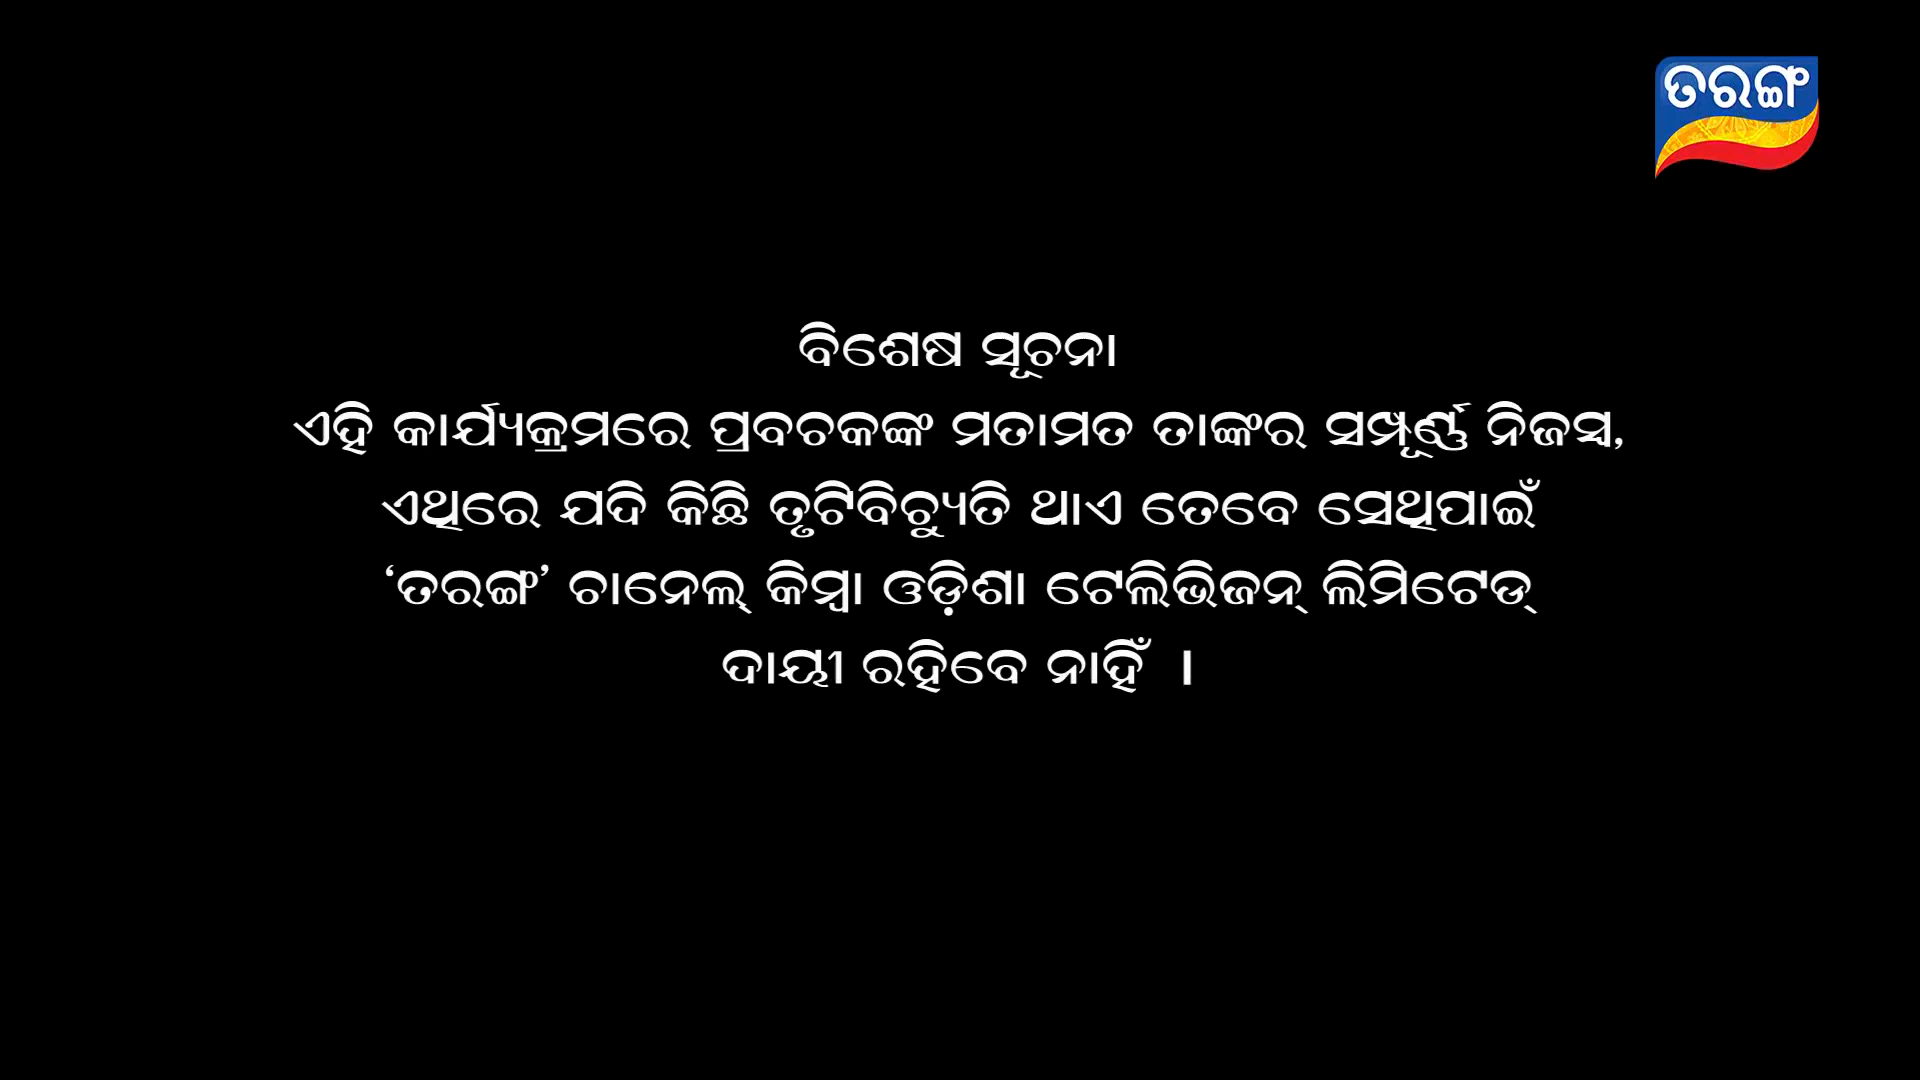 ତରଙ୍ଗ
ବିଶେଷ ସୂଚନା
ଏହି କାର୍ଯ୍ୟକ୍ରମରେ ପ୍ରବଚକଙ୍କ ମତାମତ ତାଙ୍କର ସମ୍ପୂର୍ଣ୍ଣ ନିଜସ୍ୱ,
ଏଥିରେ ଯଦି କିଛି ତୃଟିବିଚ୍ୟୁତି ଥାଏ ତେବେ ସେଥିପାଇଁ
‘ତରଙ୍ଗ’ ଚାନେଲ୍ କିମ୍ବା ଓଡ଼ିଶା ଟେଲିଭିଜନ୍ ଲିମିଟେଡ୍
ଦାୟୀ ରହିବେ ନାହିଁ ।